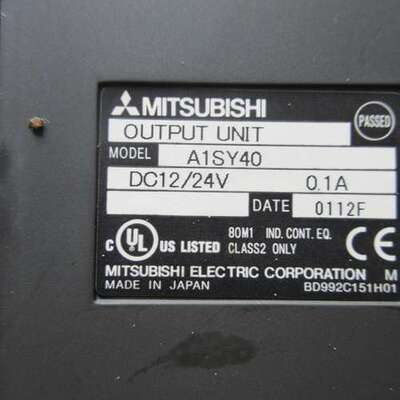 MITSUBISHI
PASSED
OUTPUT UNIT
MODEL A1SY40
DC12/24V 0.1A
DATE 0112F
c UL US LISTED 80M1 IND. CONT. EQ. CLASS2 ONLY CE
MITSUBISHI ELECTRIC CORPORATION M
MADE IN JAPAN BD992C151H01